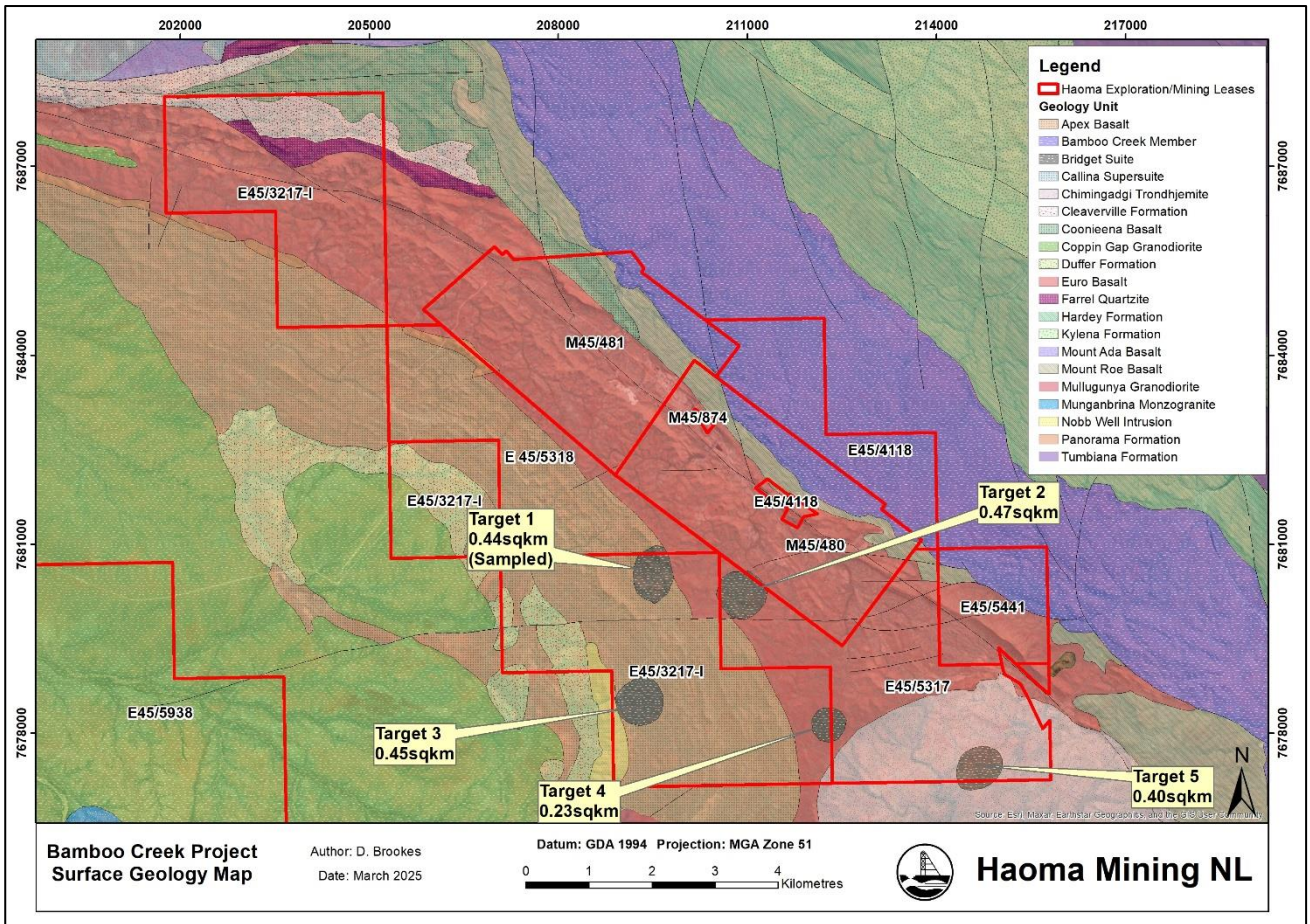 202000
205000
208000
211000
214000
217000
7687000
7684000
7681000
7678000
7687000
7684000
7681000
7678000
Legend
Haoma Exploration/Mining Leases
Geology Unit
Apex Basalt
Bamboo Creek Member
Bridget Suite
Callina Supersuite
Chimingadgi Trondhjemite
Cleaverville Formation
Coonieena Basalt
Coppin Gap Granodiorite
Duffer Formation
Euro Basalt
Farrel Quartzite
Hardey Formation
Kylena Formation
Mount Ada Basalt
Mount Roe Basalt
Mullugunya Granodiorite
Munganbrina Monzogranite
Nobb Well Intrusion
Panorama Formation
Tumbiana Formation
E45/3217-I
M45/481
M45/874
E 45/5318
E45/4118
E45/3217-I
E45/4118
Target 1
0.44sqkm
(Sampled)
Target 2
0.47sqkm
M45/480
E45/5441
E45/3217-I
E45/5317
E45/5938
Target 3
0.45sqkm
Target 4
0.23sqkm
Target 5
0.40sqkm
N
Source: Esri, Maxar, Earthstar Geographics, and the GIS User Community
Bamboo Creek Project
Surface Geology Map
Author: D. Brookes
Date: March 2025
Datum: GDA 1994 Projection: MGA Zone 51
0 1 2 3 4
Kilometres
Haoma Mining NL